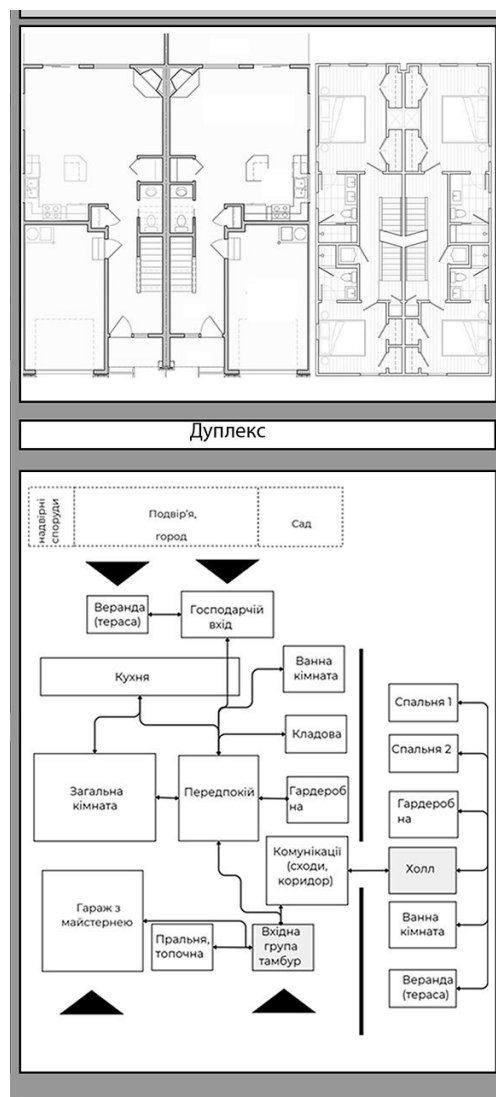 Дуплекс
надвірні
споруди
Подвір'я,
город
Сад
Веранда
(тераса)
Господарчій
вхід
Кухня
Ванна
кімната
Кладова
Загальна
кімната
Передпокій
Гардероб
на
Комунікації
(сходи,
коридор)
Гараж з
майстернею
Пральня,
топочна
Вхідна
група
тамбур
Спальня 1
Спальня 2
Гардероб
на
Холл
Ванна
кімната
Веранда
(тераса)